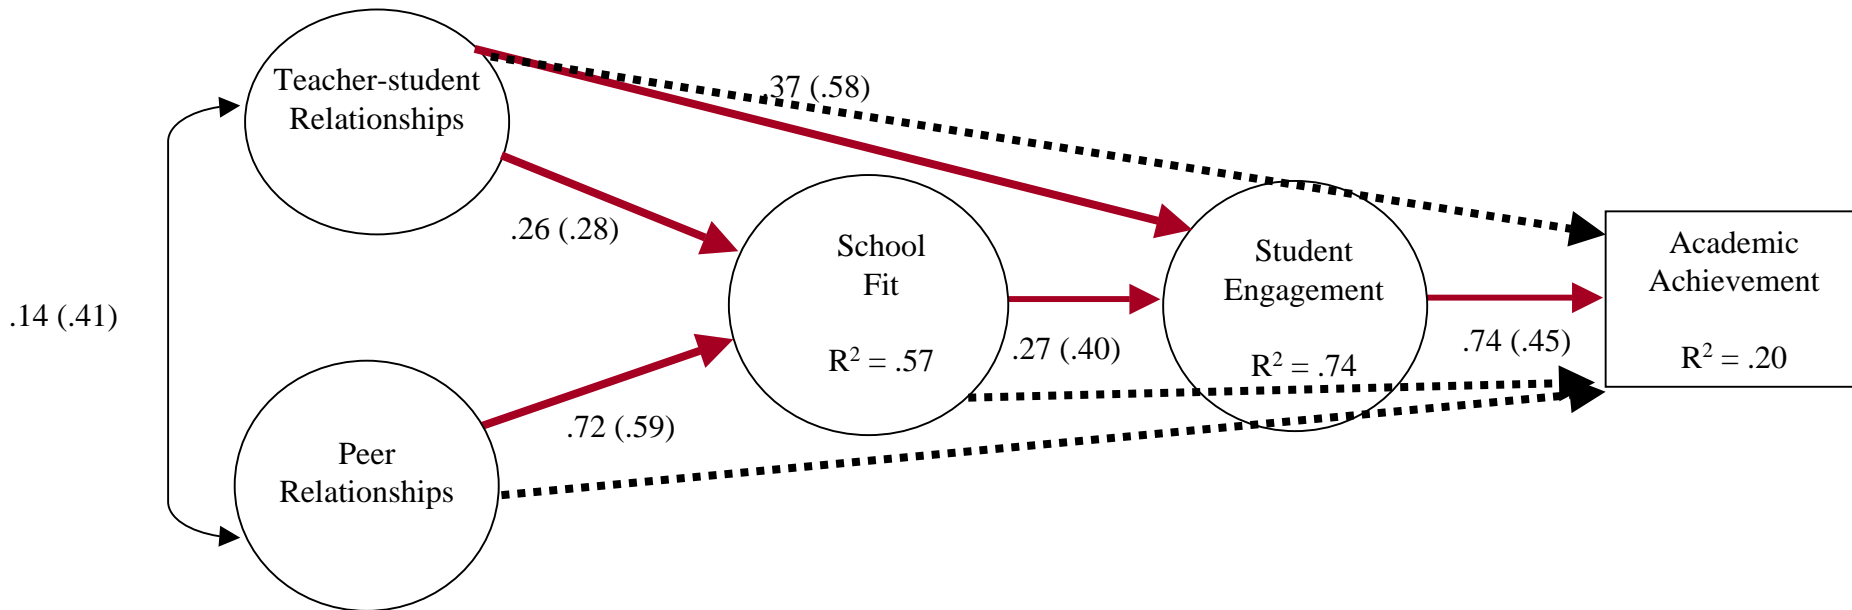 Teacher-student
Relationships
.37 (.58)
.26 (.28)
School
Fit
R² = .57
Student
Engagement
R² = .74
Academic
Achievement
R² = .20
.14 (.41)
.27 (.40)
.74 (.45)
.72 (.59)
Peer
Relationships